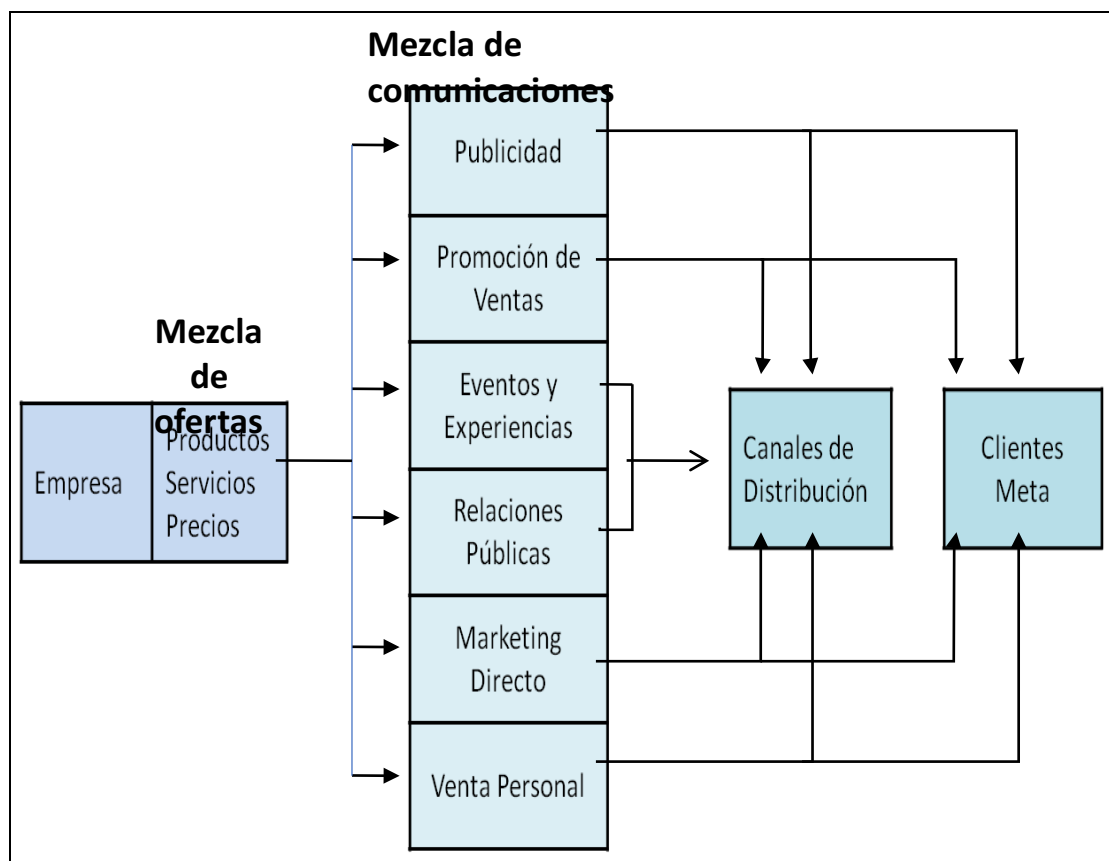 Mezcla de
comunicaciones
Publicidad
Promoción de
Ventas
Mezcla
de
ofertas
Eventos y
Experiencias
Empresa
Productos
Servicios
Precios
Canales de
Distribución
Clientes
Meta
Relaciones
Públicas
Marketing
Directo
Venta Personal